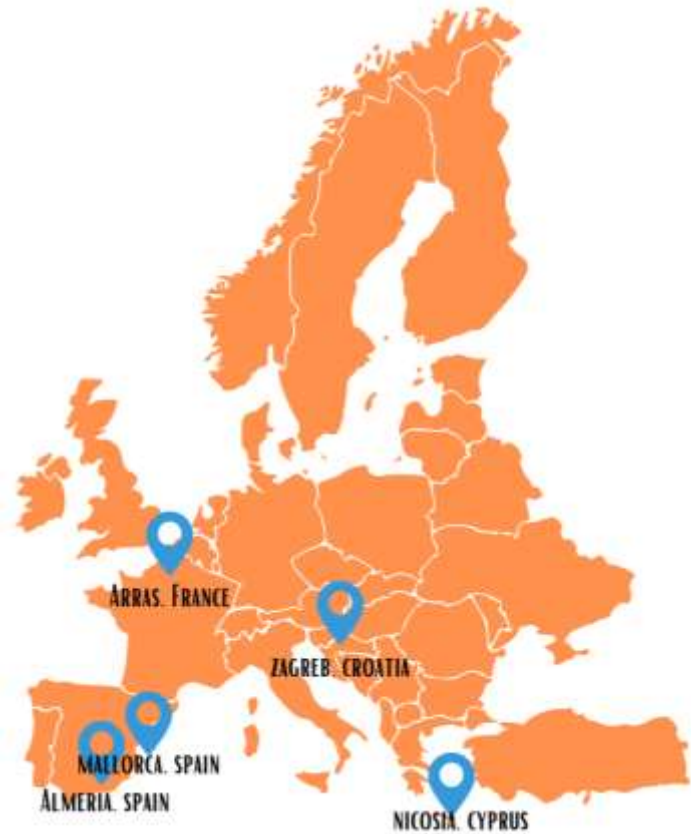 ARRAS, FRANCE
ZAGREB, CROATIA
MALLORCA, SPAIN
ALMERIA, SPAIN
NICOSIA, CYPRUS